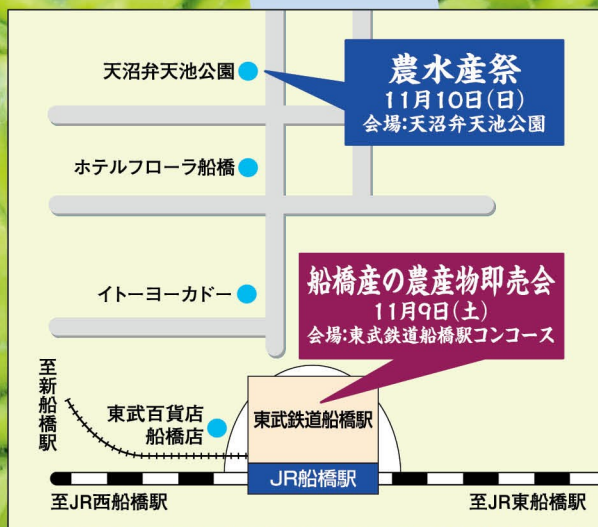 天沼弁天池公園
農水産祭
11月10日(日)
会場:天沼弁天池公園
ホテルフローラ船橋
イトーヨーカドー
船橋産の農産物即売会
11月9日(土)
会場:東武鉄道船橋駅コンコース
至新船橋駅
東武百貨店
船橋店
東武鉄道船橋駅
JR船橋駅
至JR西船橋駅
至JR東船橋駅